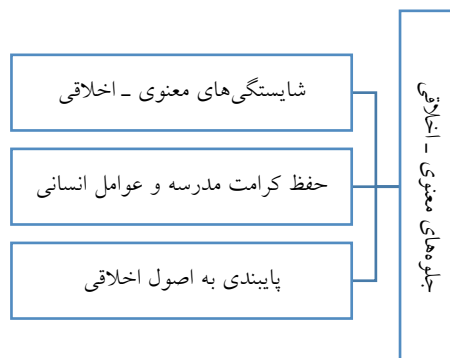 جلوه‌های معنوی ـ اخلاقی
شایستگی‌های معنوی ـ اخلاقی
حفظ کرامت مدرسه و عوامل انسانی
پایبندی به اصول اخلاقی